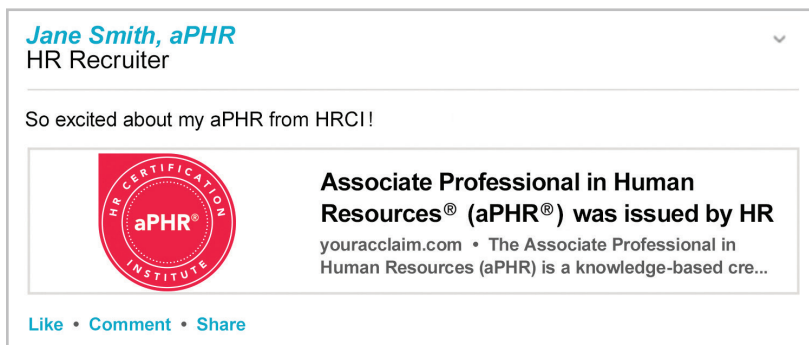 Jane Smith, aPHR
HR Recruiter
So excited about my aPHR from HRCI!
HR CERTIFICATION
aPHR®
INSTITUTE
Associate Professional in Human
Resources® (aPHR®) was issued by HR
youracclaim.com • The Associate Professional in
Human Resources (aPHR) is a knowledge-based cre...
Like • Comment • Share